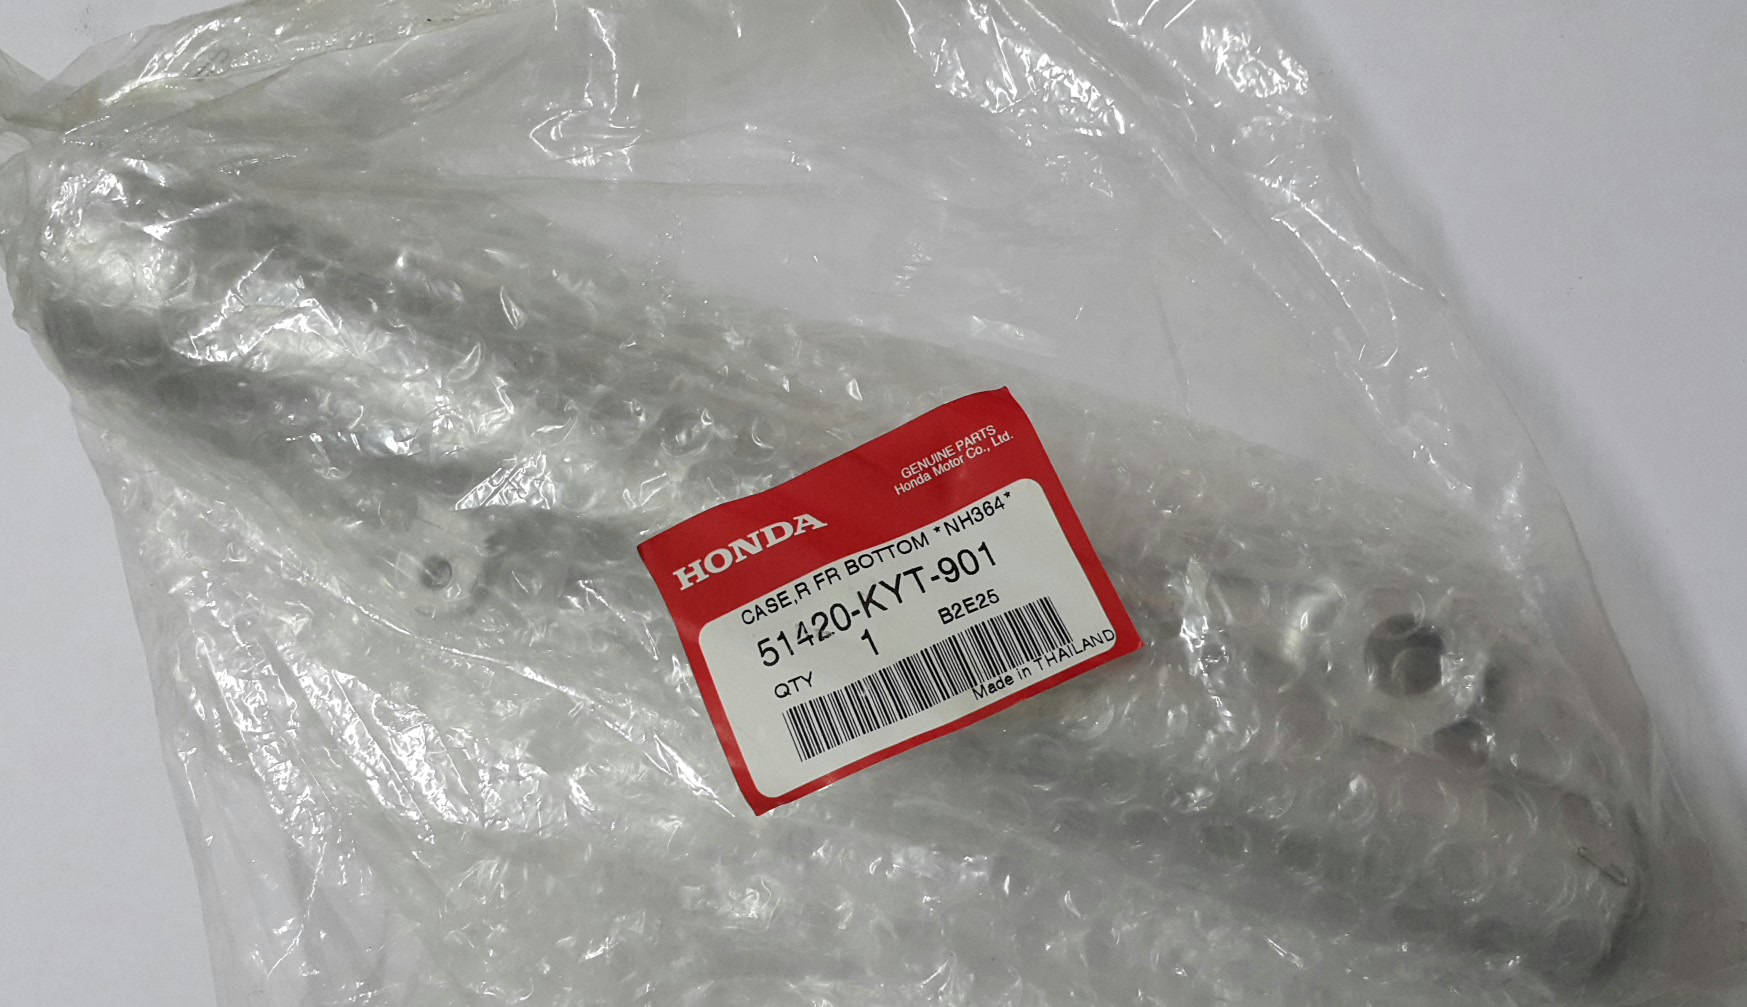 HONDA
GENUINE PARTS
Honda Motor Co., Ltd.
CASE,R FR BOTTOM *NH364*
51420-KYT-901
QTY 1 B2E25
Made in THAILAND